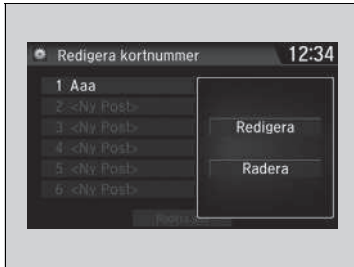 Redigera kortnummer
12:34
1 Aaa
2 <Ny Post>
3 <Ny Post>
4 <Ny Post>
5 <Ny Post>
6 <Ny Post>
Redigera
Radera